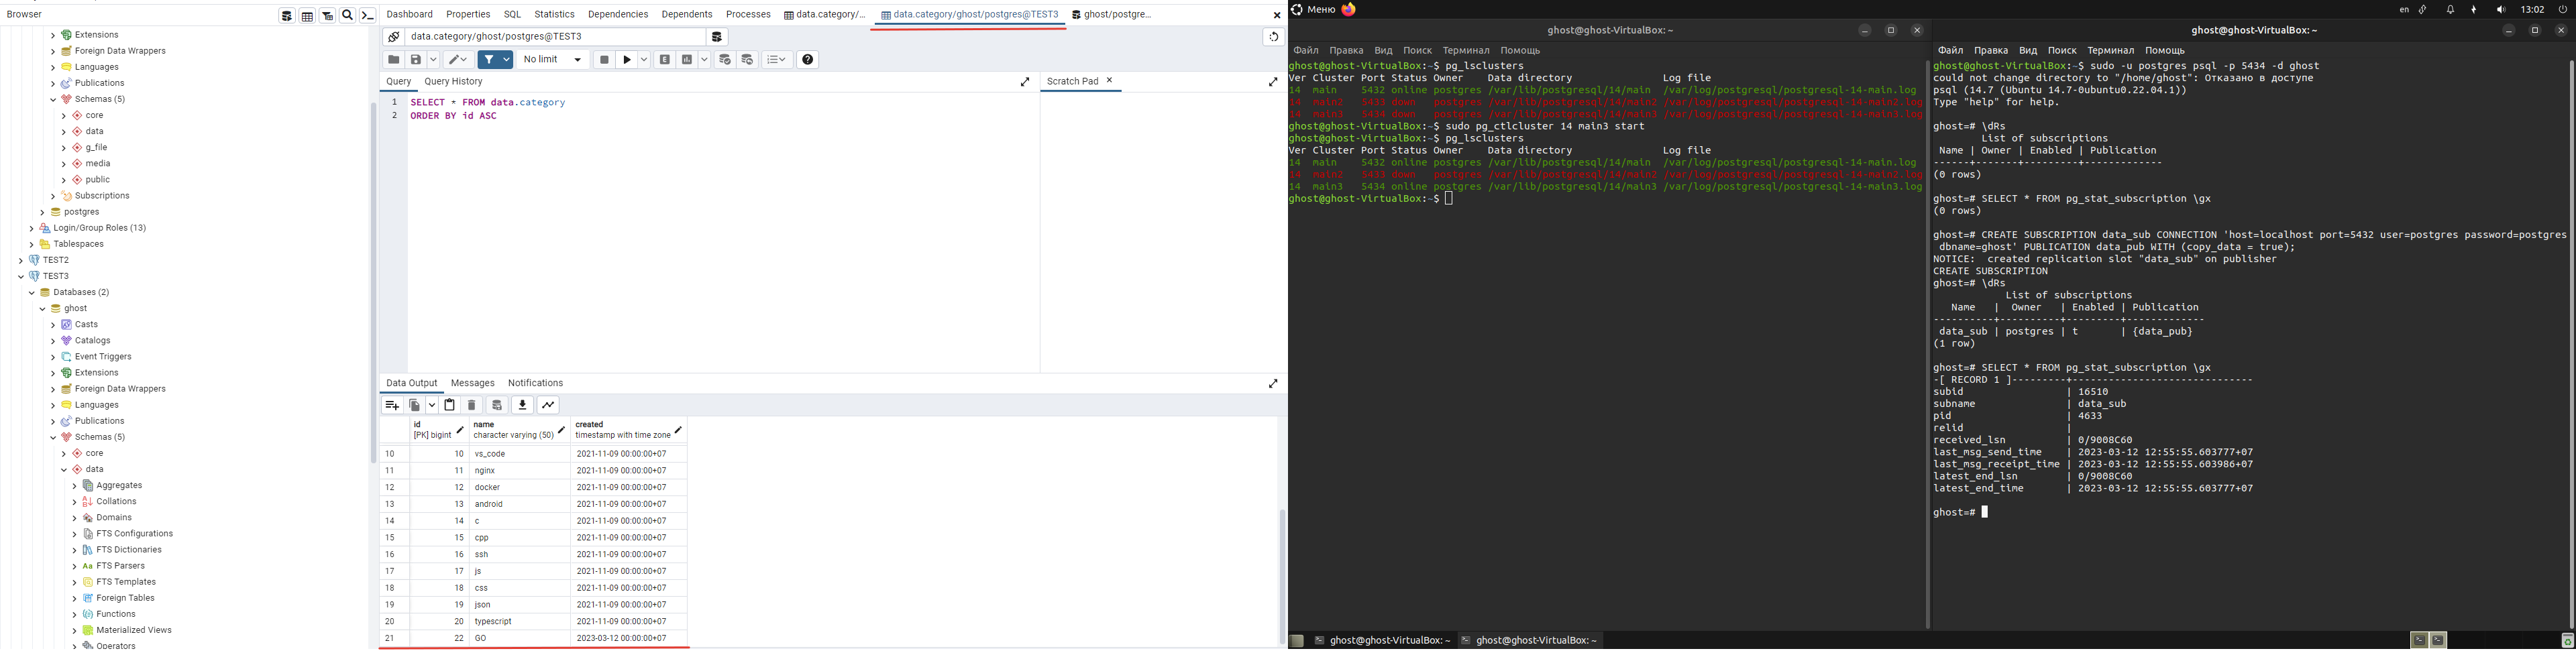 Browser
Extensions
Foreign Data Wrappers
Languages
Publications
Schemas (5)
core
data
g_file
media
public
Subscriptions
postgres
Login/Group Roles (13)
Tablespaces
TEST2
TEST3
Databases (2)
ghost
Casts
Catalogs
Event Triggers
Extensions
Foreign Data Wrappers
Languages
Publications
Schemas (5)
core
data
Aggregates
Collations
Domains
FTS Configurations
FTS Dictionaries
FTS Parsers
FTS Templates
Foreign Tables
Functions
Materialized Views
Operators
Dashboard Properties SQL Statistics Dependencies Dependents Processes data.category/... data.category/ghost/postgres@TEST3 ghost/postgre...
data.category/ghost/postgres@TEST3
No limit
Query Query History
Scratch Pad
1 SELECT * FROM data.category
2 ORDER BY id ASC
Data Output Messages Notifications
id name created
[PK] bigint character varying (50) timestamp with time zone
10 10 vs_code 2021-11-09 00:00:00+07
11 11 nginx 2021-11-09 00:00:00+07
12 12 docker 2021-11-09 00:00:00+07
13 13 android 2021-11-09 00:00:00+07
14 14 c 2021-11-09 00:00:00+07
15 15 cpp 2021-11-09 00:00:00+07
16 16 ssh 2021-11-09 00:00:00+07
17 17 js 2021-11-09 00:00:00+07
18 18 css 2021-11-09 00:00:00+07
19 19 json 2021-11-09 00:00:00+07
20 20 typescript 2021-11-09 00:00:00+07
21 22 GO 2023-03-12 00:00:00+07
Меню
en 13:02
ghost@ghost-VirtualBox: ~
Файл Правка Вид Поиск Терминал Помощь
ghost@ghost-VirtualBox:~$ pg_lsclusters
Ver Cluster Port Status Owner Data directory Log file
14 main 5432 online postgres /var/lib/postgresql/14/main /var/log/postgresql/postgresql-14-main.log
14 main2 5433 down postgres /var/lib/postgresql/14/main2 /var/log/postgresql/postgresql-14-main2.log
14 main3 5434 down postgres /var/lib/postgresql/14/main3 /var/log/postgresql/postgresql-14-main3.log
ghost@ghost-VirtualBox:~$ sudo pg_ctlcluster 14 main3 start
ghost@ghost-VirtualBox:~$ pg_lsclusters
Ver Cluster Port Status Owner Data directory Log file
14 main 5432 online postgres /var/lib/postgresql/14/main /var/log/postgresql/postgresql-14-main.log
14 main2 5433 down postgres /var/lib/postgresql/14/main2 /var/log/postgresql/postgresql-14-main2.log
14 main3 5434 online postgres /var/lib/postgresql/14/main3 /var/log/postgresql/postgresql-14-main3.log
ghost@ghost-VirtualBox:~$
ghost@ghost-VirtualBox: ~
Файл Правка Вид Поиск Терминал Помощь
ghost@ghost-VirtualBox:~$ sudo -u postgres psql -p 5434 -d ghost
could not change directory to "/home/ghost": Отказано в доступе
psql (14.7 (Ubuntu 14.7-0ubuntu0.22.04.1))
Type "help" for help.
ghost=# \dRs
List of subscriptions
Name | Owner | Enabled | Publication
------+-------+---------+-------------
(0 rows)
ghost=# SELECT * FROM pg_stat_subscription \gx
(0 rows)
ghost=# CREATE SUBSCRIPTION data_sub CONNECTION 'host=localhost port=5432 user=postgres password=postgres
dbname=ghost' PUBLICATION data_pub WITH (copy_data = true);
NOTICE: created replication slot "data_sub" on publisher
CREATE SUBSCRIPTION
ghost=# \dRs
List of subscriptions
Name | Owner | Enabled | Publication
----------+----------+---------+-------------
data_sub | postgres | t | {data_pub}
(1 row)
ghost=# SELECT * FROM pg_stat_subscription \gx
-[ RECORD 1 ]---------+------------------------------
subid | 16510
subname | data_sub
pid | 4633
relid |
received_lsn | 0/9008C60
last_msg_send_time | 2023-03-12 12:55:55.603777+07
last_msg_receipt_time | 2023-03-12 12:55:55.603986+07
latest_end_lsn | 0/9008C60
latest_end_time | 2023-03-12 12:55:55.603777+07
ghost=#
ghost@ghost-VirtualBox: ~ ghost@ghost-VirtualBox: ~